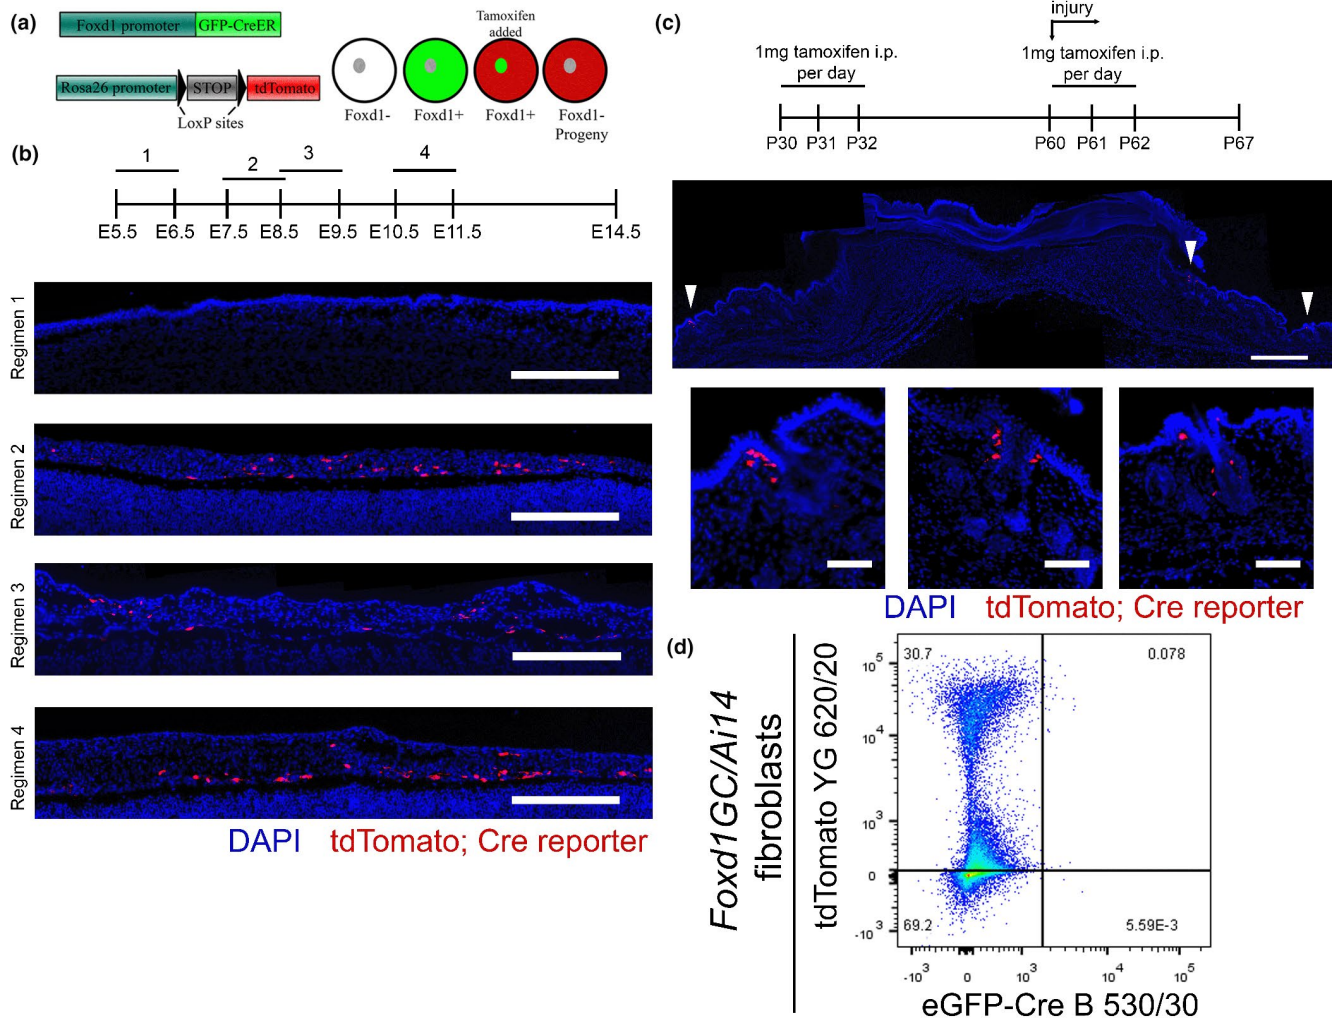 (a)
Foxd1 promoter GFP-CreER
Rosa26 promoter STOP tdTomato
LoxP sites
Tamoxifen
added
Foxd1- Foxd1+ Foxd1+ Foxd1-
Progeny
(b)
1 2 3 4
E5.5 E6.5 E7.5 E8.5 E9.5 E10.5 E11.5 E14.5
Regimen 1
Regimen 2
Regimen 3
Regimen 4
DAPI tdTomato; Cre reporter
(c)
injury
1mg tamoxifen i.p.
per day
1mg tamoxifen i.p.
per day
P30 P31 P32 P60 P61 P62 P67
DAPI tdTomato; Cre reporter
(d)
Foxd1GC/Ai14
fibroblasts
tdTomato YG 620/20
10^5
10^4
10^3
0
-10^3
30.7 0.078
69.2 5.59E-3
-10^3 0 10^3 10^4 10^5
eGFP-Cre B 530/30